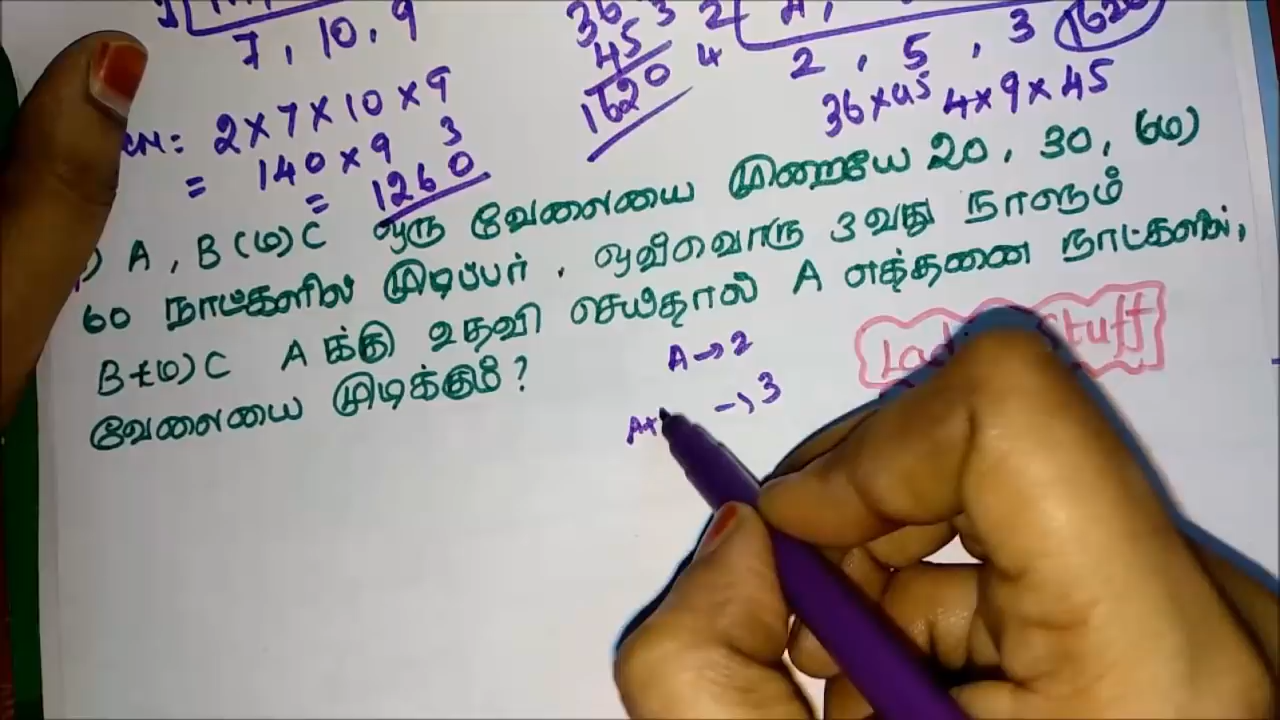 7, 10, 9
2×7×10×9
= 140×9
= 1260
3
36
45
1620
2
4
2, 5, 3
1620
36×45 4×9×45
A, B (ம) C ஒரு வேலையை முறையே 20, 30, (ம)
60 நாட்களில் முடிப்பர். ஒவ்வொரு 3வது நாளும்
B (ம) C A க்கு உதவி செய்தால் A எத்தனை நாட்களில்,
வேலையை முடிக்கும்?
A→2
A+ →3
Stuff